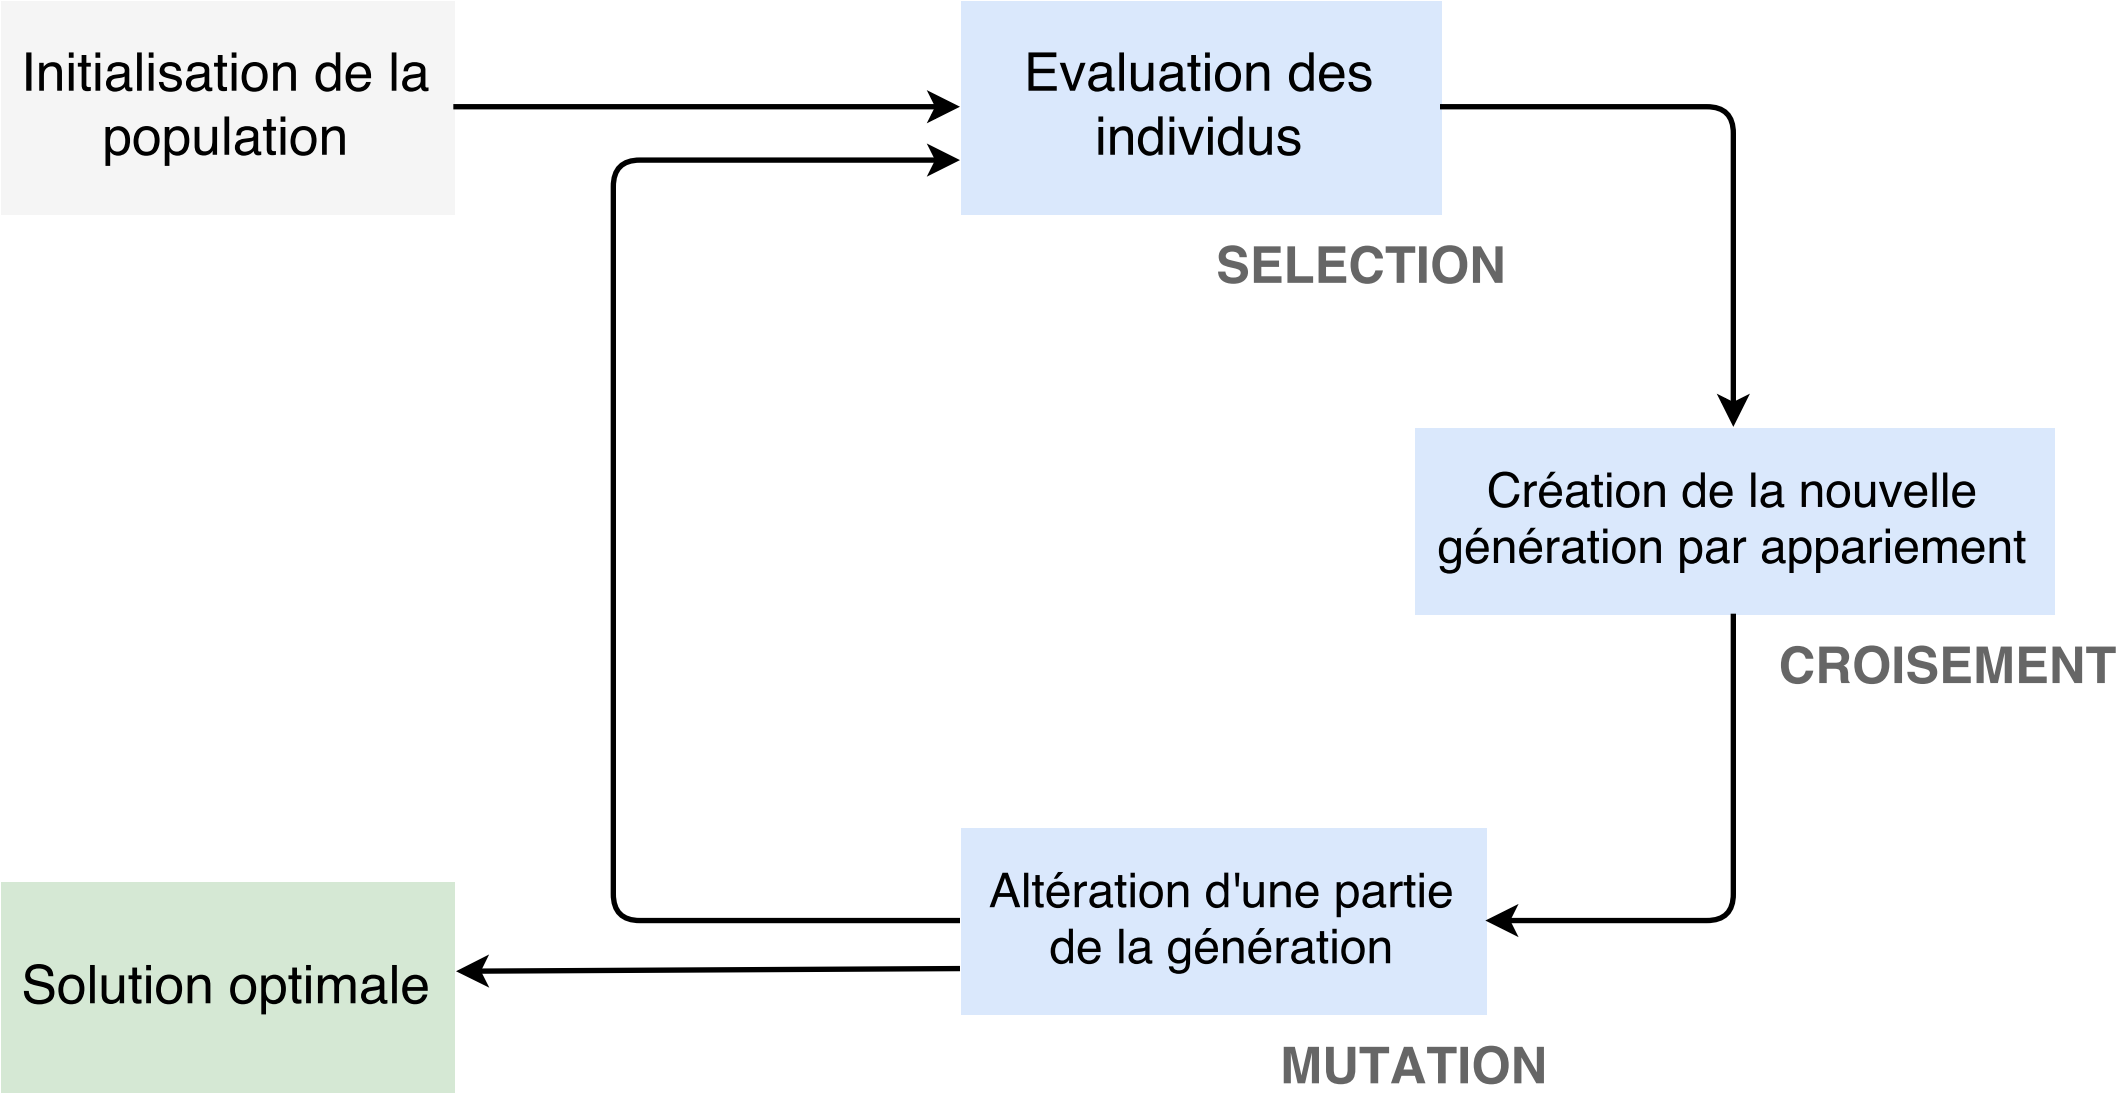 Initialisation de la
population
Evaluation des
individus
SELECTION
Création de la nouvelle
génération par appariement
CROISEMENT
Altération d'une partie
de la génération
MUTATION
Solution optimale